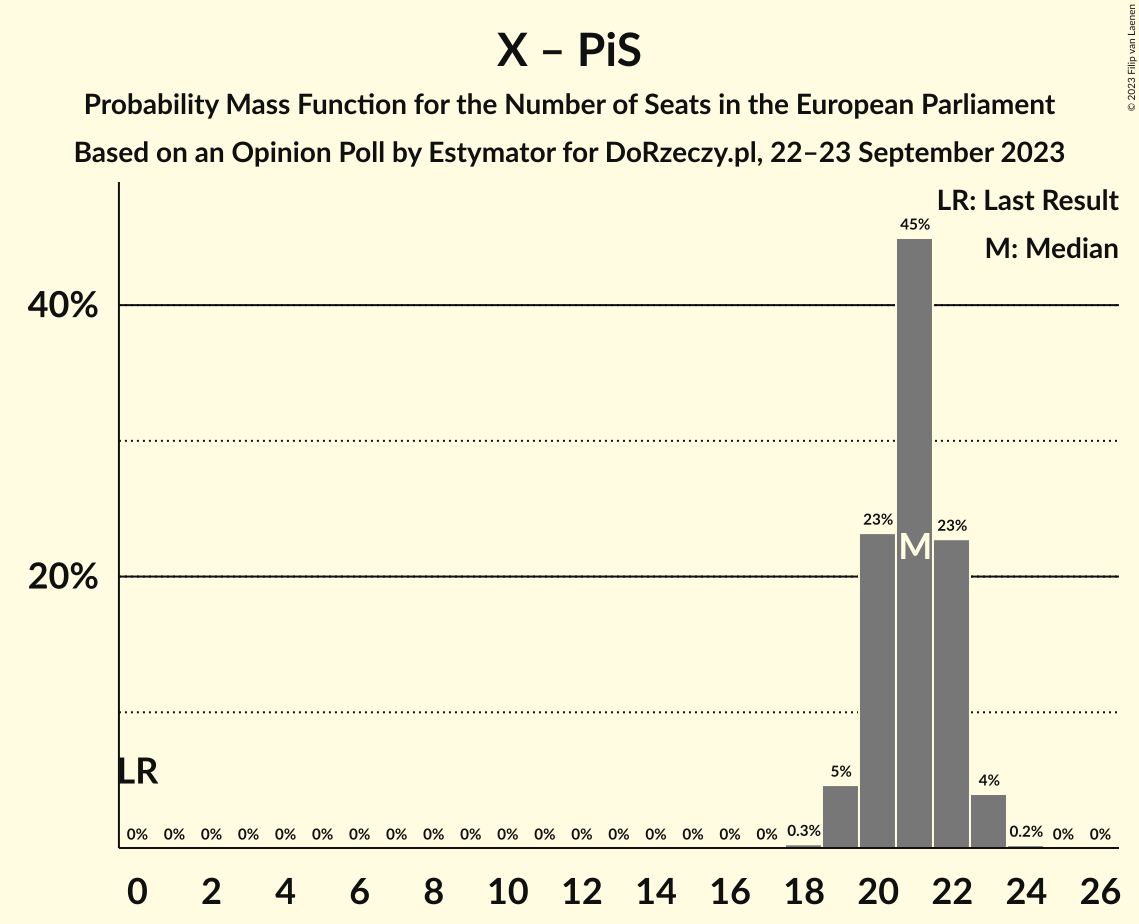 X – PiS
Probability Mass Function for the Number of Seats in the European Parliament
Based on an Opinion Poll by Estymator for DoRzeczy.pl, 22–23 September 2023
© 2023 Filip van Laenen
LR: Last Result
M: Median
45%
40%
23%
23%
M
20%
LR
5%
4%
0% 0% 0% 0% 0% 0% 0% 0% 0% 0% 0% 0% 0% 0% 0% 0% 0% 0% 0.3% 0.2% 0% 0%
0 2 4 6 8 10 12 14 16 18 20 22 24 26